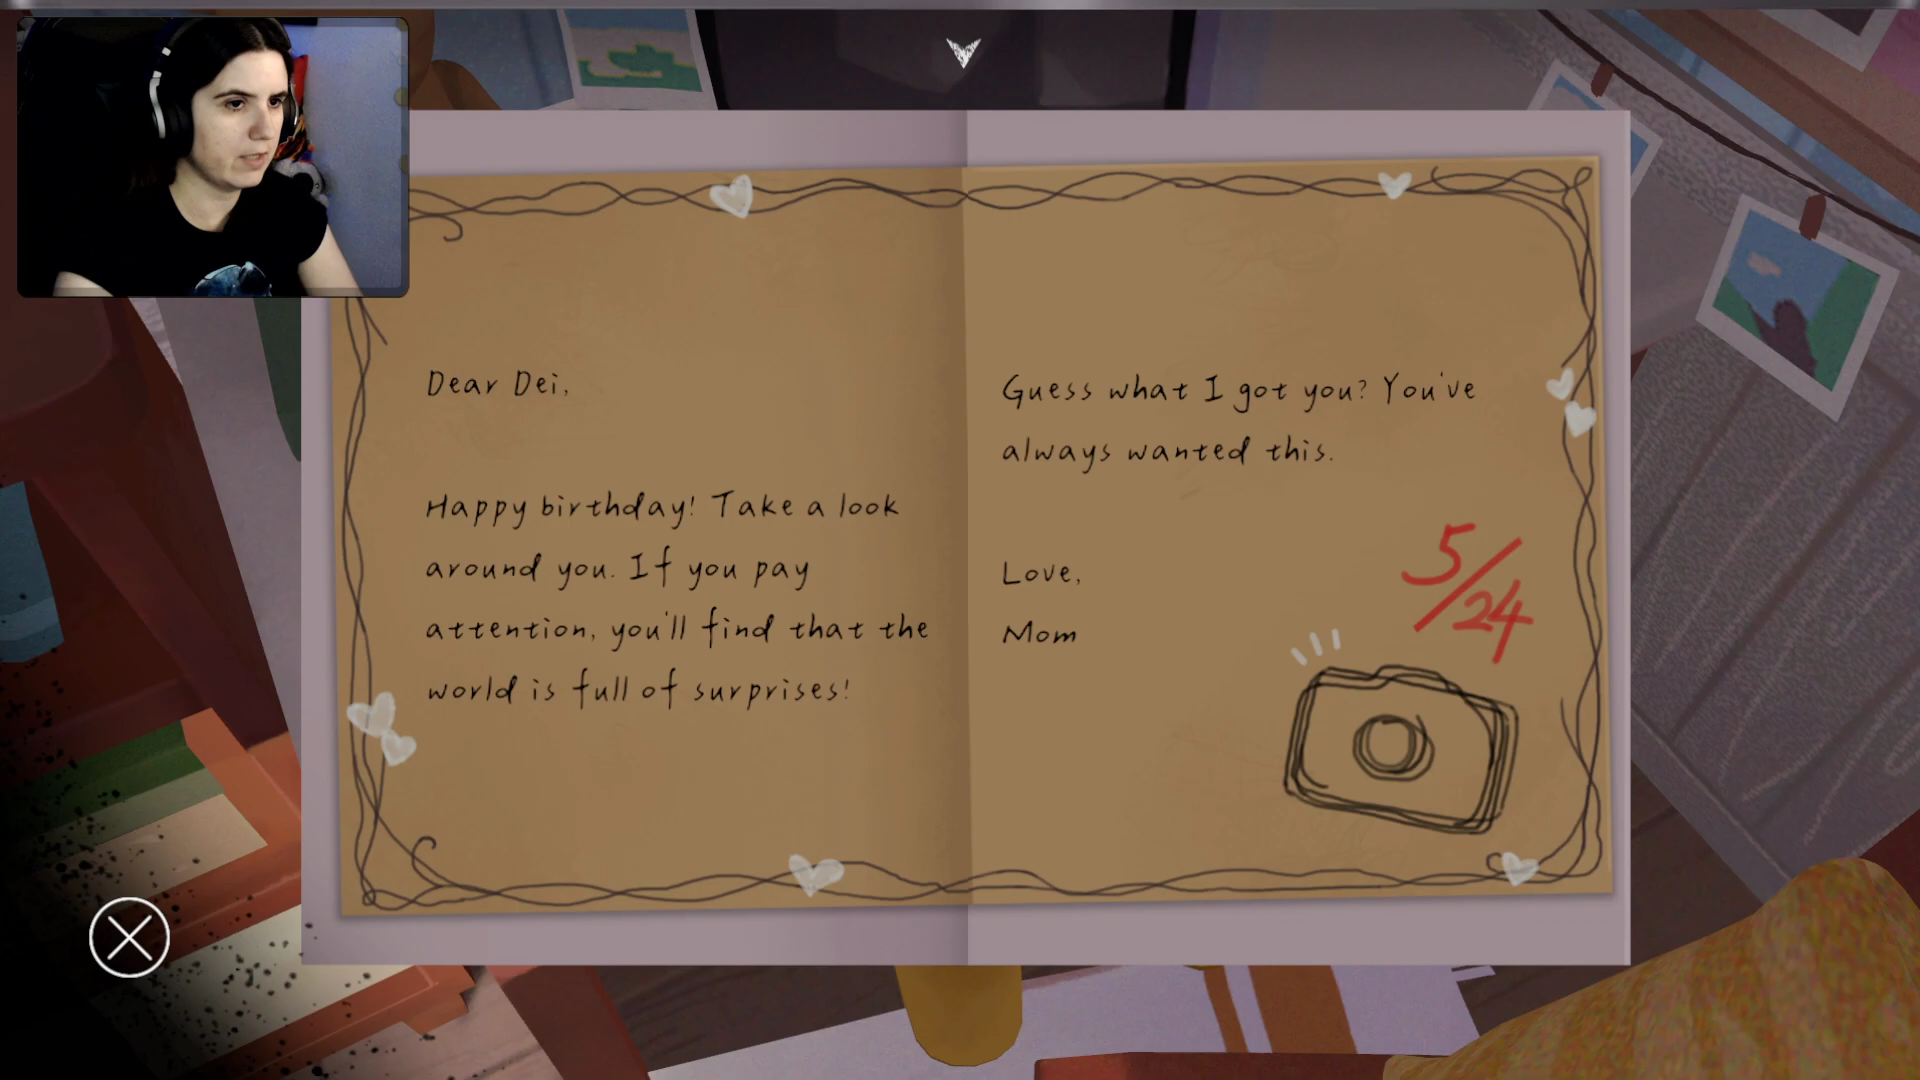 Dear Dei,
Happy birthday! Take a look
around you. If you pay
attention, you'll find that the
world is full of surprises!
Guess what I got you? You've
always wanted this.
Love,
Mom
5/24